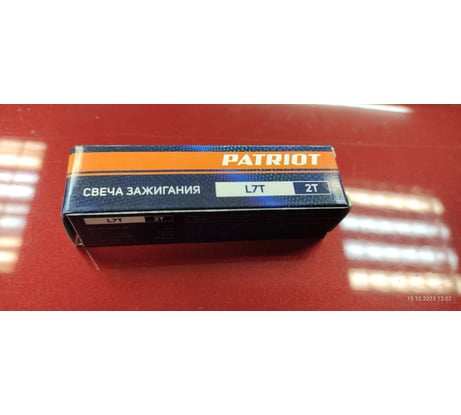 PATRIOT
СВЕЧА ЗАЖИГАНИЯ L7T 2T
L7T 2T
15.12.2023 13:02